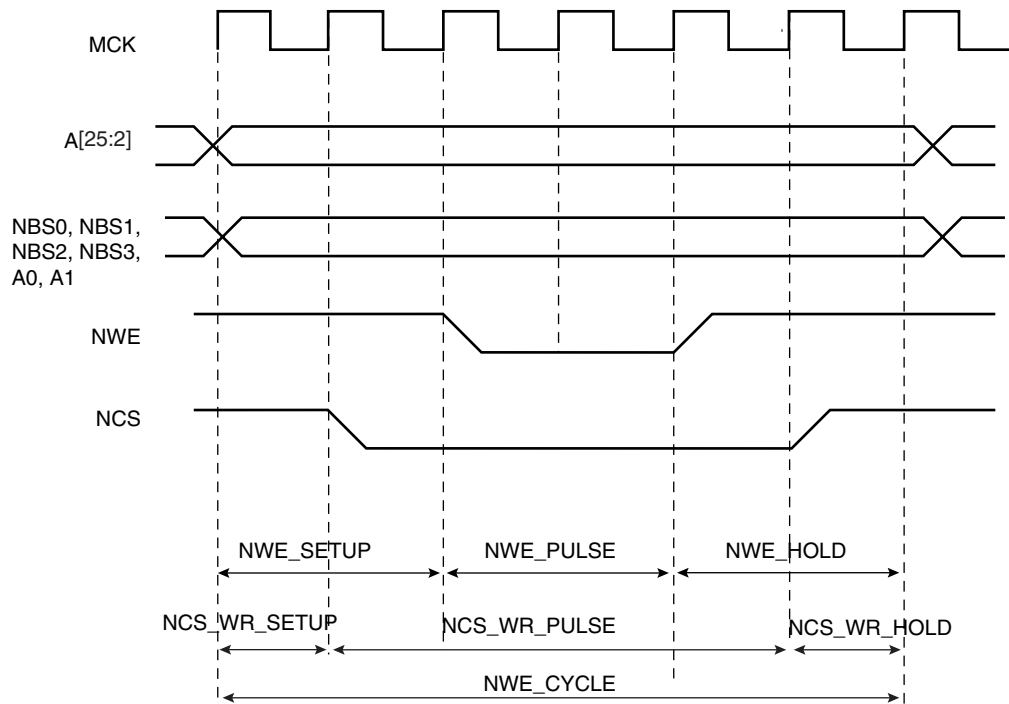 MCK
A[25:2]
NBS0, NBS1,
NBS2, NBS3,
A0, A1
NWE
NCS
NWE_SETUP
NWE_PULSE
NWE_HOLD
NCS_WR_SETUP
NCS_WR_PULSE
NCS_WR_HOLD
NWE_CYCLE